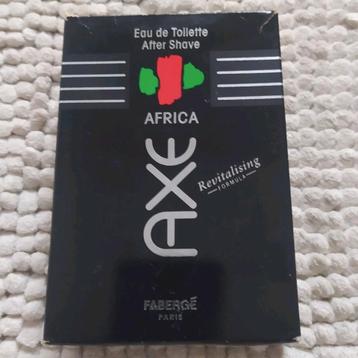 Eau de Toilette
After Shave
AFRICA
AXE
Revitalising
FORMULA
FABERGÉ
PARIS